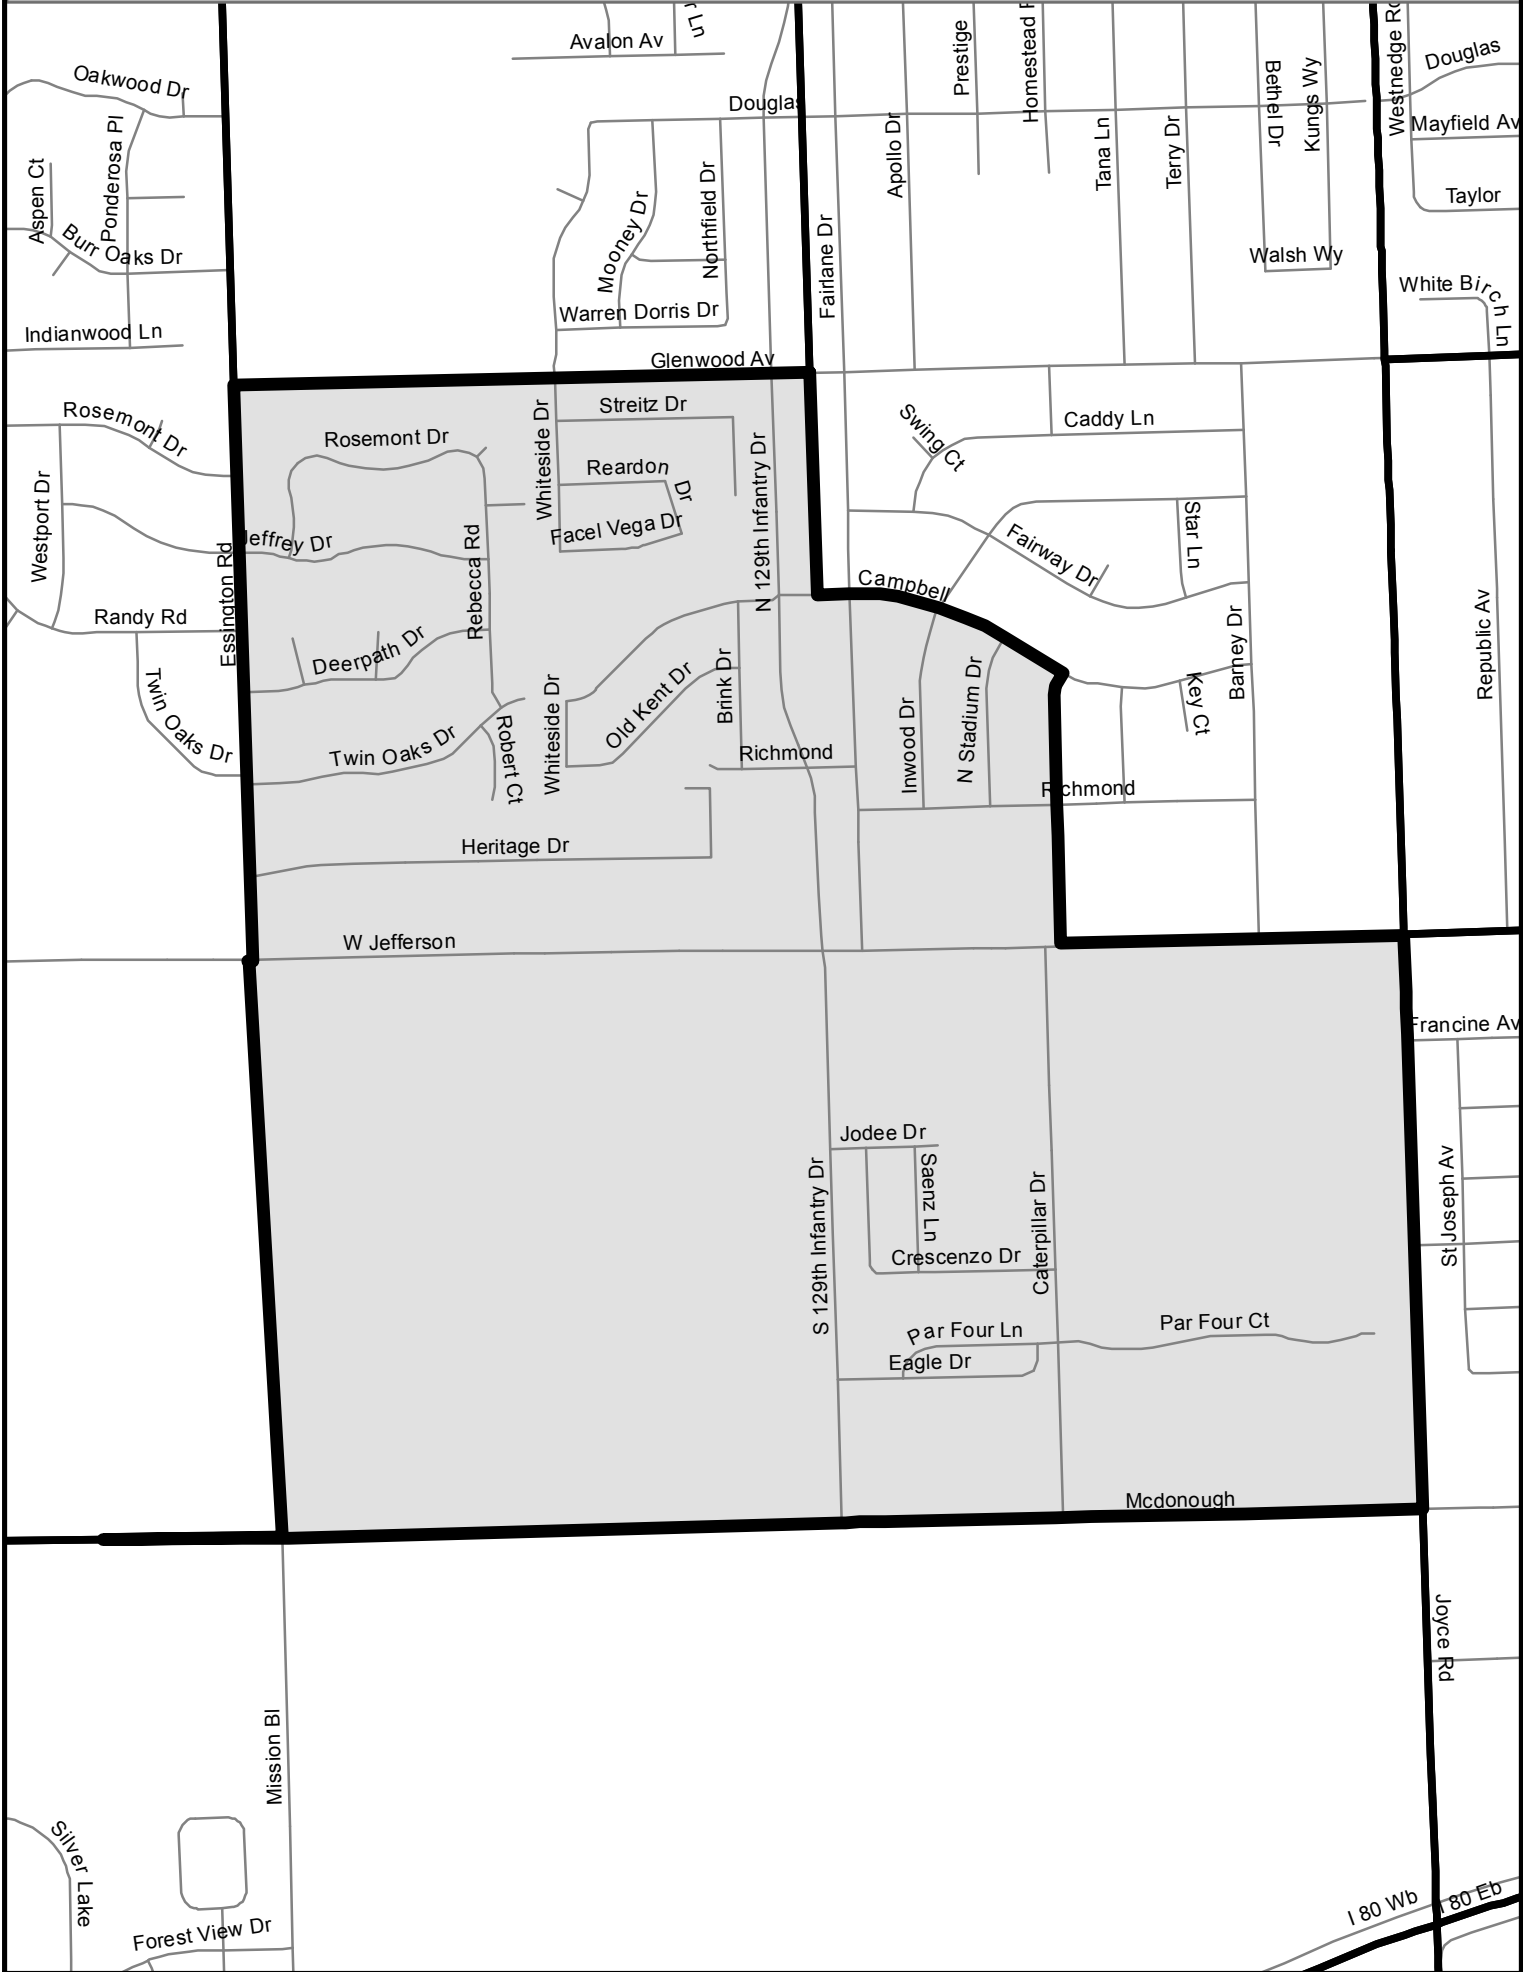 r Ln
Avalon Av
Prestige
Homestead
Westnedge
Douglas
Oakwood Dr
Bethel Dr
Kungs Wy
Douglas
Ponderosa Pl
Aspen Ct
Apollo Dr
Tana Ln
Terry Dr
Mayfield Av
Burr Oaks Dr
Mooney Dr
Northfield Dr
Fairlane Dr
Taylor
Walsh Wy
White Birch Ln
Warren Dorris Dr
Indianwood Ln
Glenwood Av
Rosemont Dr
Rosemont Dr
Whiteside Dr
Streitz Dr
Swing Ct
Caddy Ln
Westport Dr
Reardon Dr
N 129th Infantry Dr
Facel Vega Dr
Star Ln
Fairway Dr
Jeffrey Dr
Essington Rd
Rebecca Rd
Campbell
Randy Rd
Deerpath Dr
Barney Dr
Republic Av
Twin Oaks Dr
Twin Oaks Dr
Robert Ct
Whiteside Dr
Old Kent Dr
Brink Dr
Inwood Dr
N Stadium Dr
Key Ct
Richmond
Richmond
Heritage Dr
W Jefferson
Francine Av
Jodee Dr
Saenz Ln
S 129th Infantry Dr
Caterpillar Dr
St Joseph Av
Crescenzo Dr
Par Four Ln
Par Four Ct
Eagle Dr
Mcdonough
Joyce Rd
Mission Bl
Silver Lake
Forest View Dr
I 80 Wb
I 80 Eb